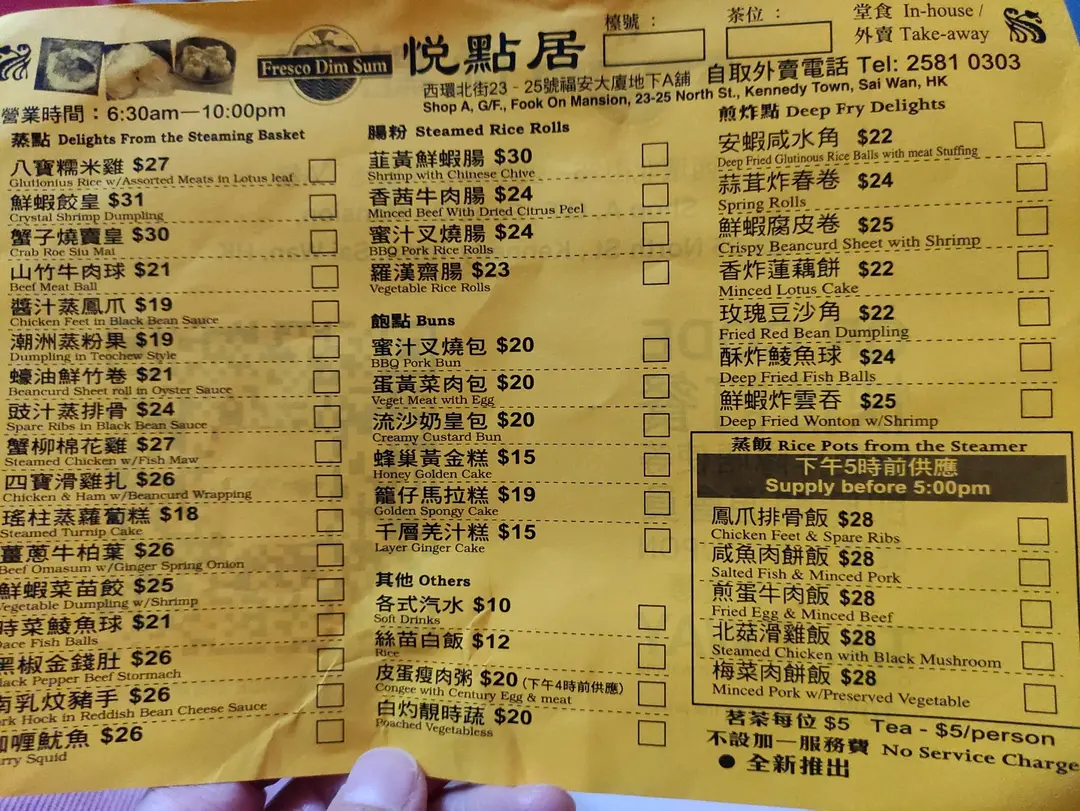 Fresco Dim Sum
悅點居
檯號：
茶位：
堂食 In-house /
外賣 Take-away
西環北街23 - 25號福安大廈地下A舖
自取外賣電話 Tel: 2581 0303
Shop A, G/F., Fook On Mansion, 23-25 North St., Kennedy Town, Sai Wan, HK
營業時間：6:30am—10:00pm
蒸點 Delights From the Steaming Basket
八寶糯米雞 $27
Glutionius Rice w/Assorted Meats in Lotus leaf
鮮蝦餃皇 $31
Crystal Shrimp Dumpling
蟹子燒賣皇 $30
Crab Roe Siu Mai
山竹牛肉球 $21
Beef Meat Ball
醬汁蒸鳳爪 $19
Chicken Feet in Black Bean Sauce
潮洲蒸粉果 $19
Dumpling in Teochew Style
蠔油鮮竹卷 $21
Beancurd Sheet roll in Oyster Sauce
豉汁蒸排骨 $24
Spare Ribs in Black Bean Sauce
蟹柳棉花雞 $27
Steamed Chicken w/Fish Maw
四寶滑雞扎 $26
Chicken & Ham w/Beancurd Wrapping
瑤柱蒸蘿蔔糕 $18
Steamed Turnip Cake
薑蔥牛柏葉 $26
Beef Omasum w/Ginger Spring Onion
鮮蝦菜苗餃 $25
Vegetable Dumpling w/Shrimp
時菜鯪魚球 $21
Dace Fish Balls
黑椒金錢肚 $26
Black Pepper Beef Stormach
南乳炆豬手 $26
Pork Hock in Reddish Bean Cheese Sauce
咖喱魷魚 $26
Curry Squid
腸粉 Steamed Rice Rolls
韮黃鮮蝦腸 $30
Shrimp with Chinese Chive
香茜牛肉腸 $24
Minced Beef With Dried Citrus Peel
蜜汁叉燒腸 $24
BBQ Pork Rice Rolls
羅漢齋腸 $23
Vegetable Rice Rolls
飽點 Buns
蜜汁叉燒包 $20
BBQ Pork Bun
蛋黃菜肉包 $20
Veget Meat with Egg
流沙奶皇包 $20
Creamy Custard Bun
蜂巢黃金糕 $15
Honey Golden Cake
籠仔馬拉糕 $19
Golden Spongy Cake
千層羌汁糕 $15
Layer Ginger Cake
其他 Others
各式汽水 $10
Soft Drinks
絲苗白飯 $12
Rice
皮蛋瘦肉粥 $20 (下午4時前供應)
Congee with Century Egg & meat
白灼靚時蔬 $20
Poached Vegetabless
煎炸點 Deep Fry Delights
安蝦咸水角 $22
Deep Fried Glutinous Rice Balls with meat Stuffing
蒜茸炸春卷 $24
Spring Rolls
鮮蝦腐皮卷 $25
Crispy Beancurd Sheet with Shrimp
香炸蓮藕餅 $22
Minced Lotus Cake
玫瑰豆沙角 $22
Fried Red Bean Dumpling
酥炸鯪魚球 $24
Deep Fried Fish Balls
鮮蝦炸雲吞 $25
Deep Fried Wonton w/Shrimp
蒸飯 Rice Pots from the Steamer
下午5時前供應
Supply before 5:00pm
鳳爪排骨飯 $28
Chicken Feet & Spare Ribs
咸魚肉餅飯 $28
Salted Fish & Minced Pork
煎蛋牛肉飯 $28
Fried Egg & Minced Beef
北菇滑雞飯 $28
Steamed Chicken with Black Mushroom
梅菜肉餅飯 $28
Minced Pork w/Preserved Vegetable
茗茶每位 $5 Tea - $5/person
不設加一服務費 No Service Charge
● 全新推出